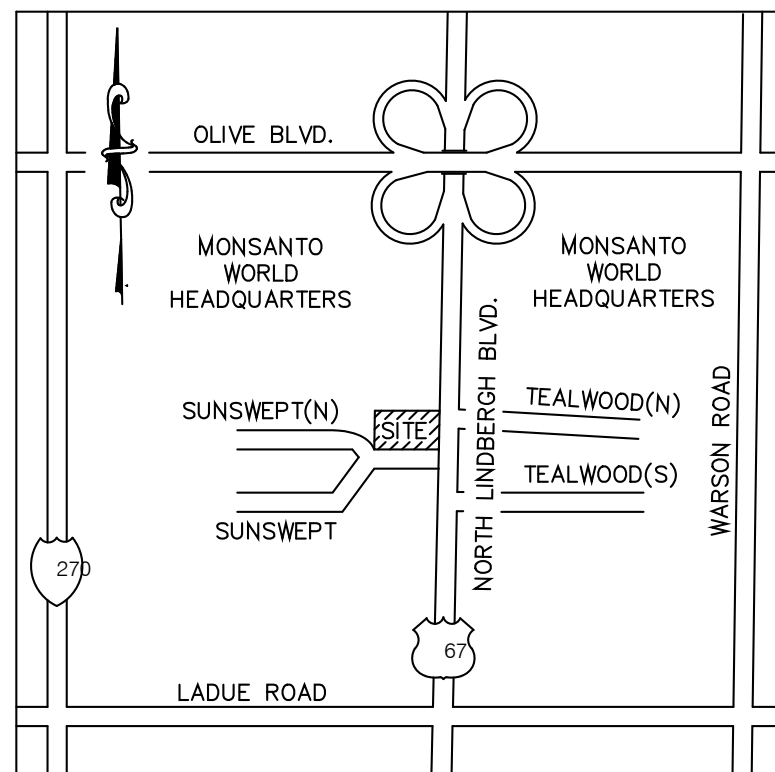 OLIVE BLVD.
MONSANTO
WORLD
HEADQUARTERS
MONSANTO
WORLD
HEADQUARTERS
NORTH LINDBERGH BLVD.
WARSON ROAD
SUNSWEPT(N)
SITE
TEALWOOD(N)
TEALWOOD(S)
SUNSWEPT
270
67
LADUE ROAD